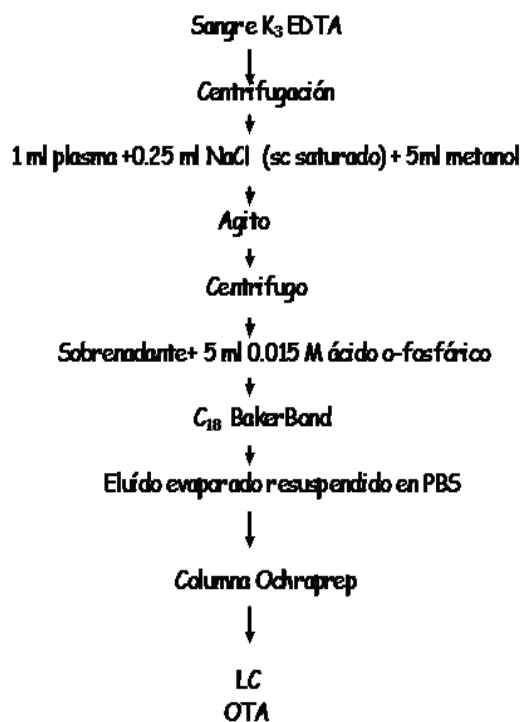 Sangre K₃ EDTA
Centrifugación
1 ml plasma +0.25 ml NaCl (sc saturado) + 5ml metanol
Agito
Centrifugo
Sobrenadante+ 5 ml 0.015 M ácido o-fosfárico
C₁₈ BakerBond
Eluído evaporado resuspendido en PBS
Columna Ochraprep
LC
OTA